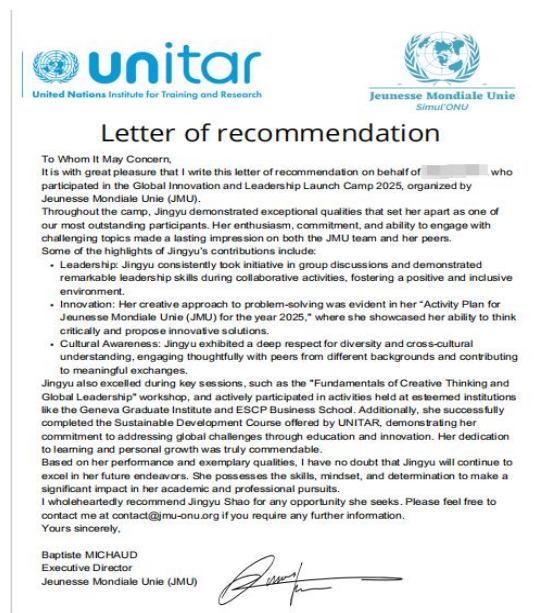 unitar
United Nations Institute for Training and Research
Jeunesse Mondiale Unie
Simul'ONU
Letter of recommendation
To Whom It May Concern,
It is with great pleasure that I write this letter of recommendation on behalf of who
participated in the Global Innovation and Leadership Launch Camp 2025, organized by
Jeunesse Mondiale Unie (JMU).
Throughout the camp, Jingyu demonstrated exceptional qualities that set her apart as one of
our most outstanding participants. Her enthusiasm, commitment, and ability to engage with
challenging topics made a lasting impression on both the JMU team and her peers.
Some of the highlights of Jingyu's contributions include:
• Leadership: Jingyu consistently took initiative in group discussions and demonstrated
remarkable leadership skills during collaborative activities, fostering a positive and inclusive
environment.
• Innovation: Her creative approach to problem-solving was evident in her "Activity Plan for
Jeunesse Mondiale Unie (JMU) for the year 2025," where she showcased her ability to think
critically and propose innovative solutions.
• Cultural Awareness: Jingyu exhibited a deep respect for diversity and cross-cultural
understanding, engaging thoughtfully with peers from different backgrounds and contributing
to meaningful exchanges.
Jingyu also excelled during key sessions, such as the "Fundamentals of Creative Thinking and
Global Leadership" workshop, and actively participated in activities held at esteemed institutions
like the Geneva Graduate Institute and ESCP Business School. Additionally, she successfully
completed the Sustainable Development Course offered by UNITAR, demonstrating her
commitment to addressing global challenges through education and innovation. Her dedication
to learning and personal growth was truly commendable.
Based on her performance and exemplary qualities, I have no doubt that Jingyu will continue to
excel in her future endeavors. She possesses the skills, mindset, and determination to make a
significant impact in her academic and professional pursuits.
I wholeheartedly recommend Jingyu Shao for any opportunity she seeks. Please feel free to
contact me at contact@jmu-onu.org if you require any further information.
Yours sincerely,
Baptiste MICHAUD
Executive Director
Jeunesse Mondiale Unie (JMU)